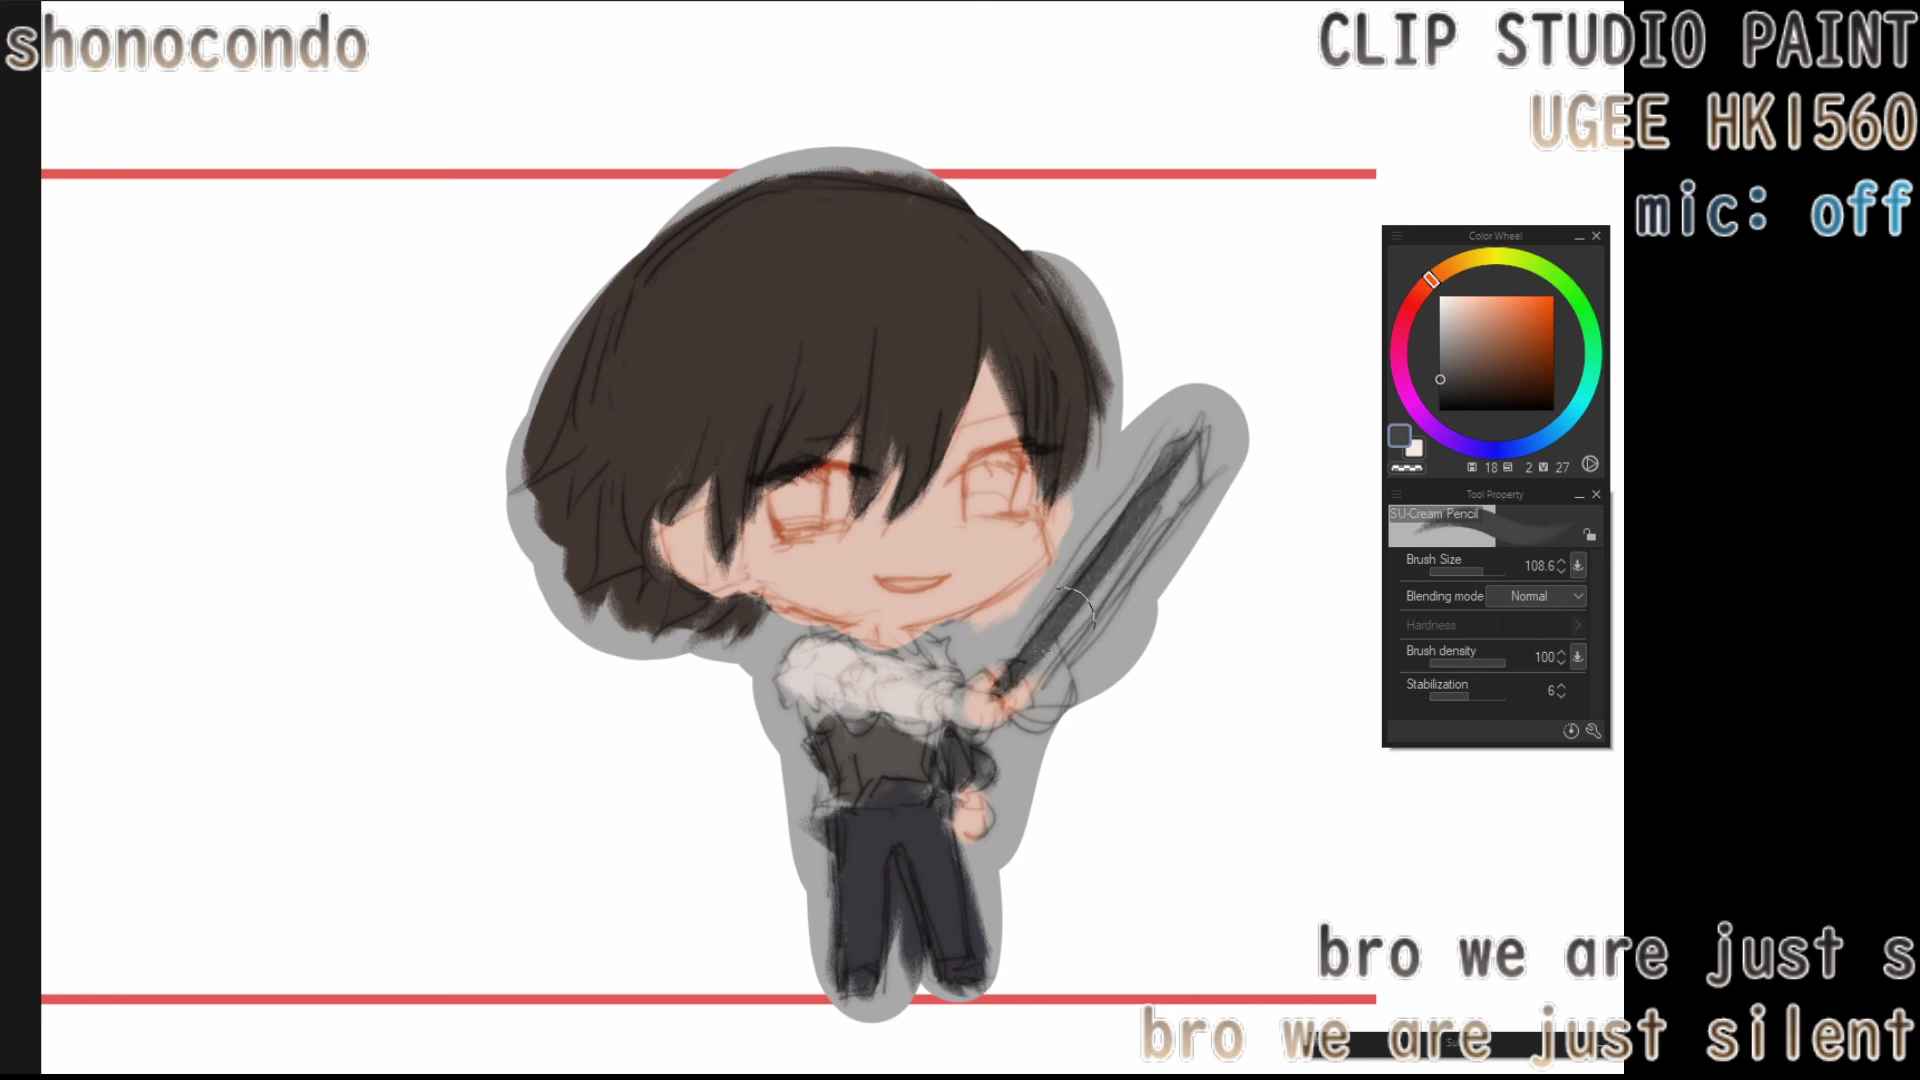 shonocondo
CLIP STUDIO PAINT
UGEE HK1560
mic: off
Color Wheel
H 18 S 2 V 27
Tool Property
SU-Cream Pencil
Brush Size 108.6
Blending mode Normal
Hardness
Brush density 100
Stabilization 6
bro we are just s
bro we are just silent